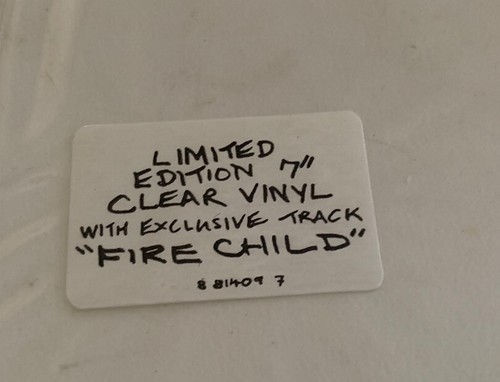 LIMITED
EDITION 7"
CLEAR VINYL
WITH EXCLUSIVE TRACK
"FIRE CHILD"
8 81409 7